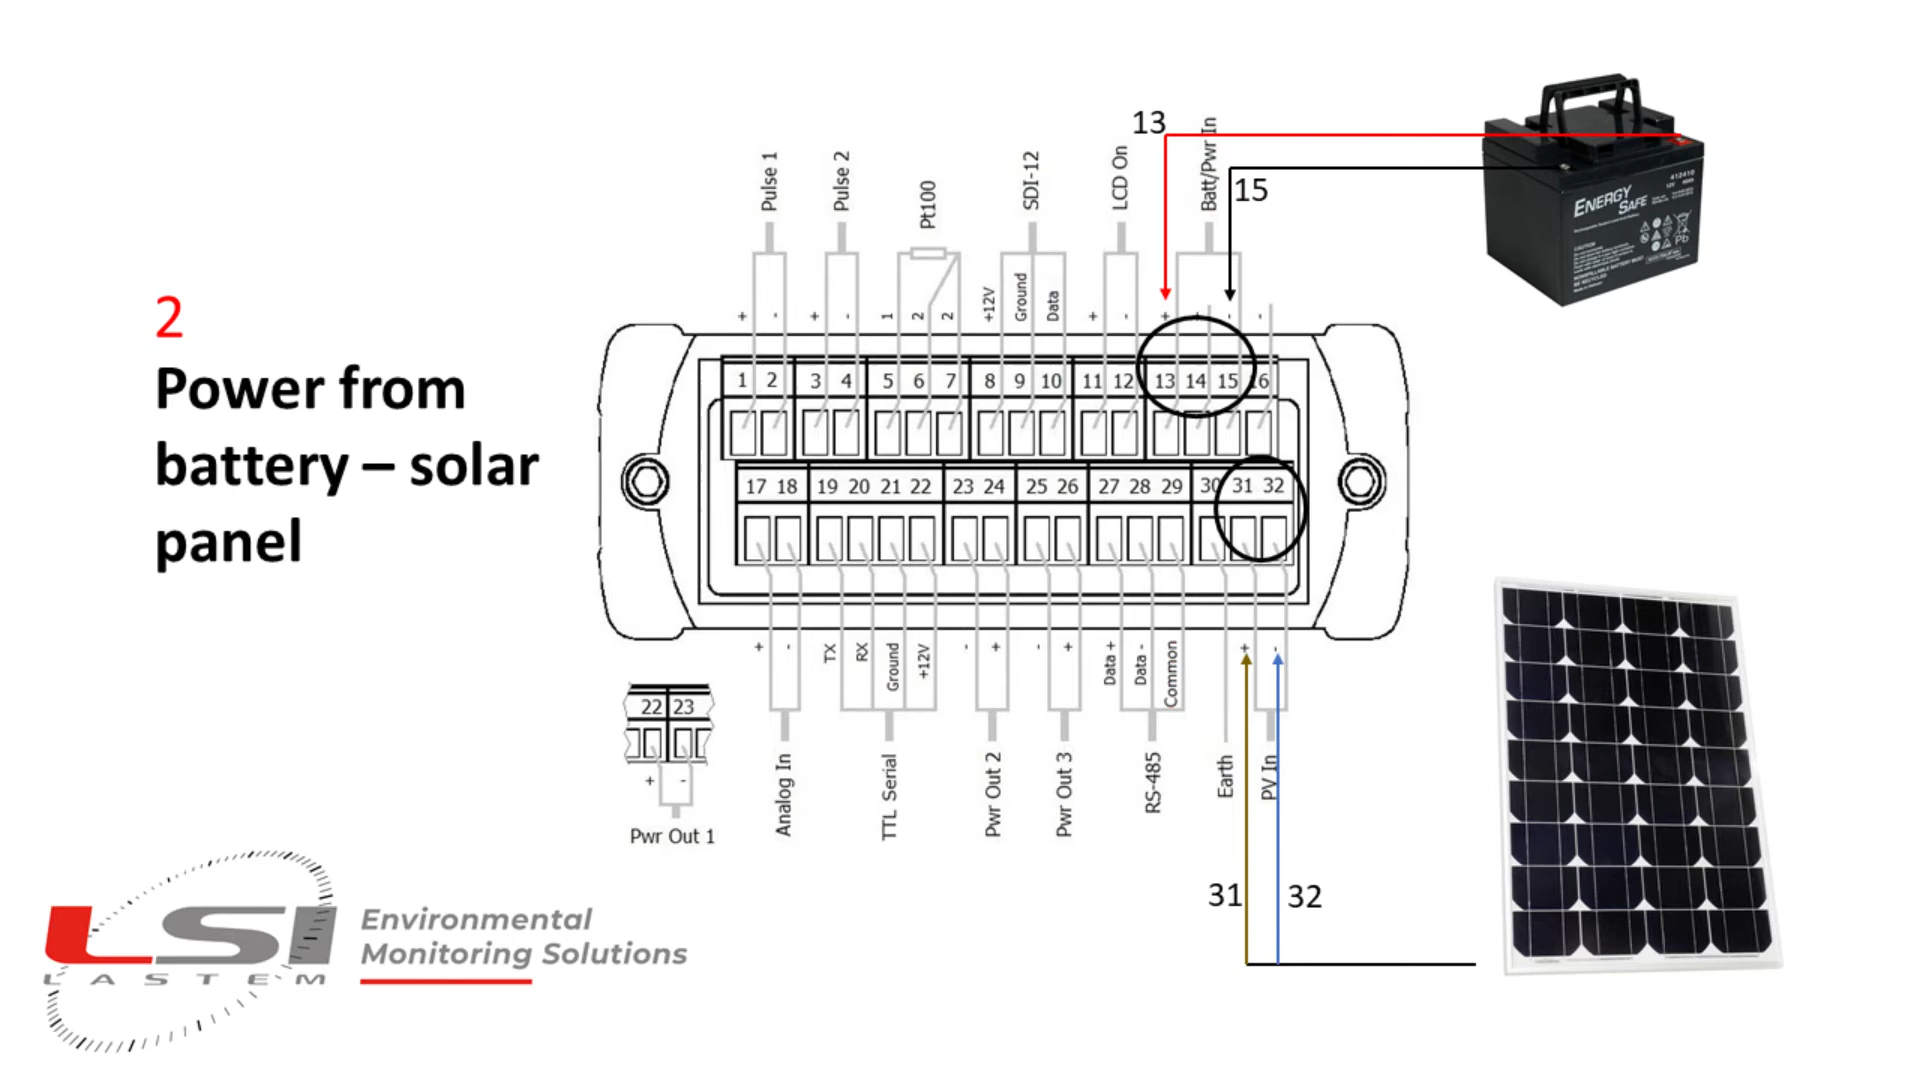 2
Power from
battery – solar
panel
13
15
Pulse 1
Pulse 2
Pt100
SDI-12
LCD On
Batt/Pwr In
+ - + - 1 2 2 +12V Ground Data + - + + - -
1 2 3 4 5 6 7 8 9 10 11 12 13 14 15 16
17 18 19 20 21 22 23 24 25 26 27 28 29 30 31 32
+ - TX RX Ground +12V - + - + Data + Data - Common + -
22 23
+ -
Pwr Out 1
Analog In
TTL Serial
Pwr Out 2
Pwr Out 3
RS-485
Earth
PV In
31
32
ENERGY
SAFE
412410
Pb
LSI
LASTEM
Environmental
Monitoring Solutions